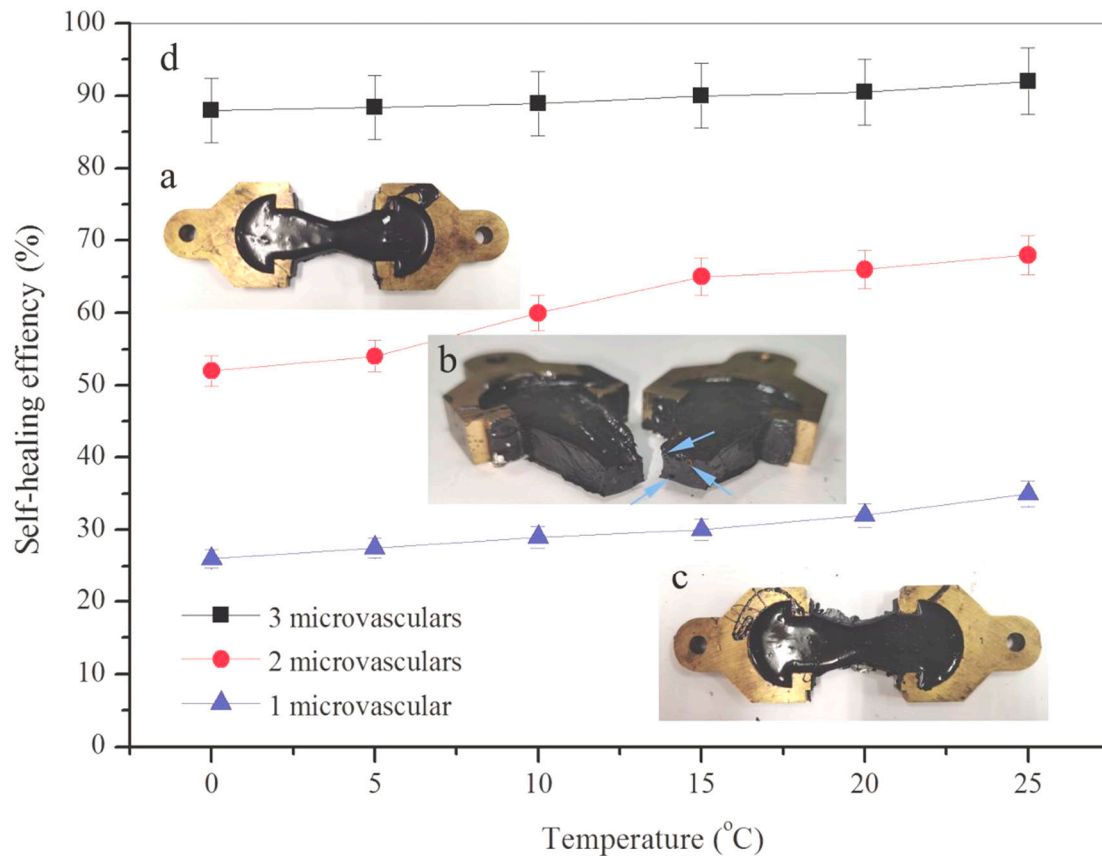 100
90
80
70
60
50
40
30
20
10
0
Self-healing effiency (%)
d
a
b
c
3 microvasculars
2 microvasculars
1 microvascular
0
5
10
15
20
25
Temperature (°C)